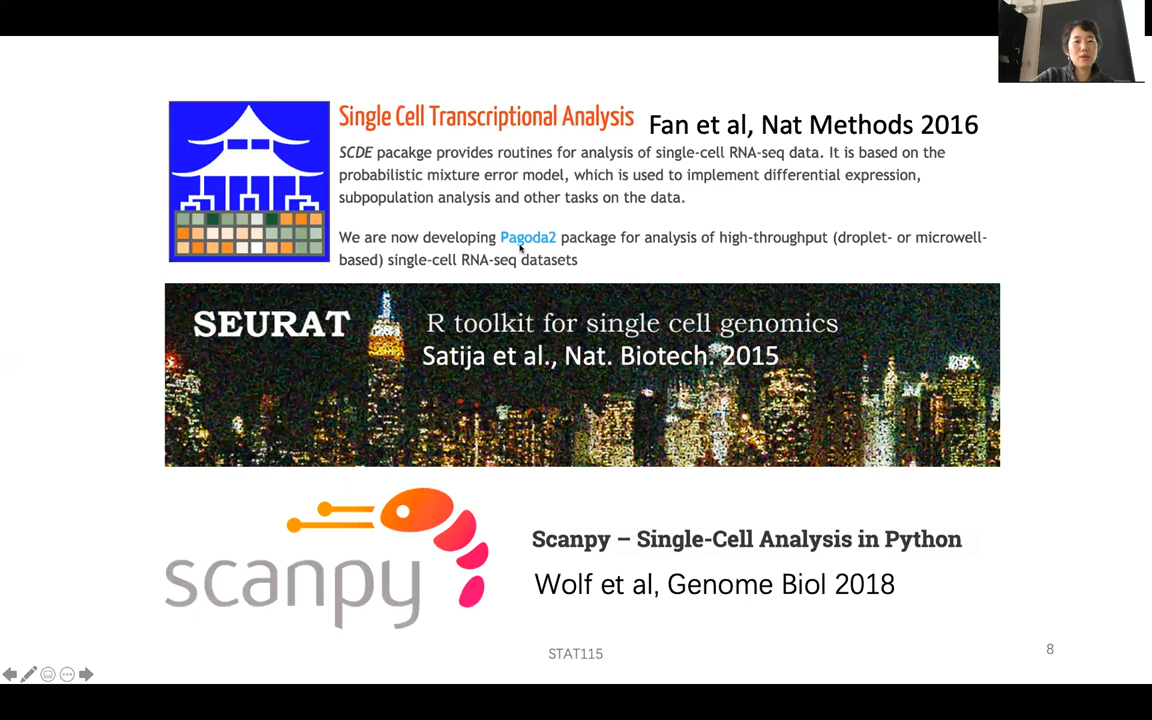 Single Cell Transcriptional Analysis
Fan et al, Nat Methods 2016
SCDE pacakge provides routines for analysis of single-cell RNA-seq data. It is based on the
probabilistic mixture error model, which is used to implement differential expression,
subpopulation analysis and other tasks on the data.
We are now developing Pagoda2 package for analysis of high-throughput (droplet- or microwell-
based) single-cell RNA-seq datasets
SEURAT
R toolkit for single cell genomics
Satija et al., Nat. Biotech. 2015
scanpy
Scanpy – Single-Cell Analysis in Python
Wolf et al, Genome Biol 2018
STAT115
8